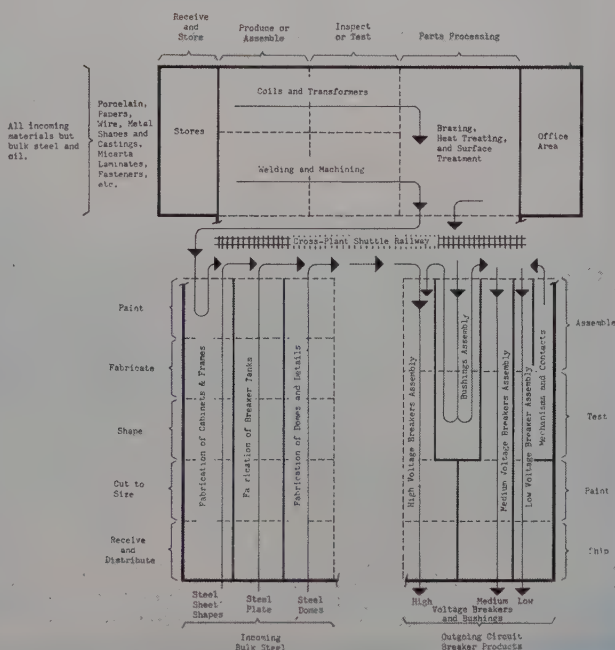 Receive
and
Store
Produce or
Assemble
Inspect
or Test
Parts Processing
All incoming
materials but
bulk steel and
oil.
Porcelain,
Papers,
Wire, Metal
Shapes and
Castings,
Micarta
Laminates,
Fasteners,
etc.
Stores
Coils and Transformers
Welding and Machining
Brazing,
Heat Treating,
and Surface
Treatment
Office
Area
Cross-Plant Shuttle Railway
Paint
Fabricate
Shape
Cut to
Size
Receive
and
Distribute
Fabrication of Cabinets & Frames
Fa rication of Breaker Tanks
Fabrication of Domes and Details
High Voltage Breakers Assembly
Bushings Assembly
Medium Voltage Breakers Assembly
Low Voltage Breaker Assembly
Mechanisms and Contacts
Assemble
Test
Paint
Ship
Steel
Sheet
Shapes
Steel
Plate
Steel
Domes
Incoming
Bulk Steel
High
Medium
Low
Voltage Breakers
and Bushings
Outgoing Circuit
Breaker Products